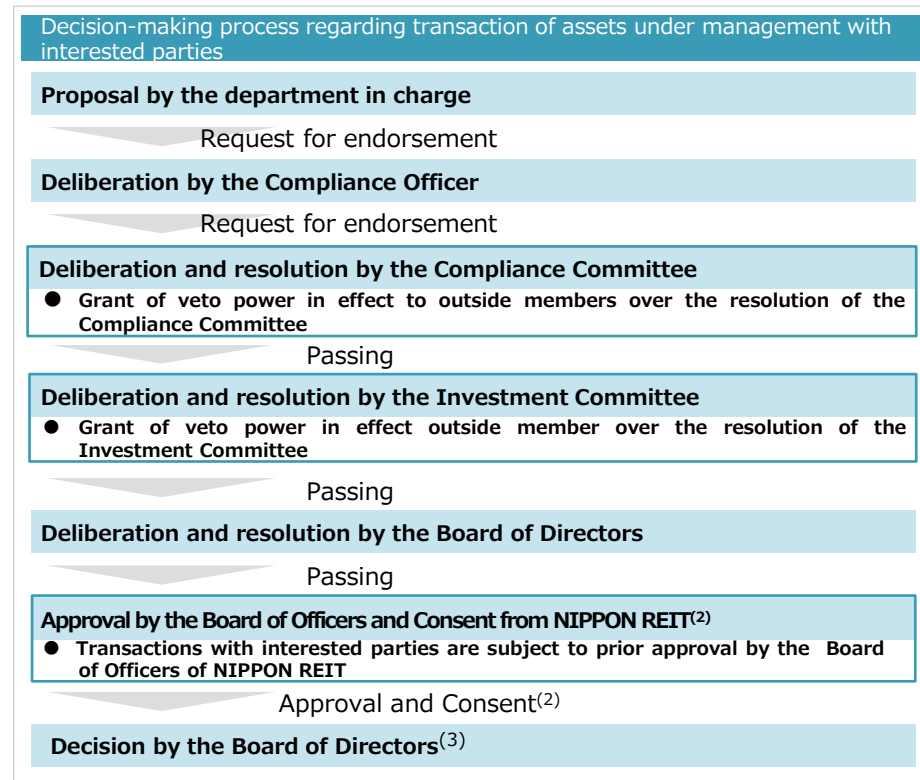 Decision-making process regarding transaction of assets under management with
interested parties
Proposal by the department in charge
Request for endorsement
Deliberation by the Compliance Officer
Request for endorsement
Deliberation and resolution by the Compliance Committee
● Grant of veto power in effect to outside members over the resolution of the
Compliance Committee
Passing
Deliberation and resolution by the Investment Committee
● Grant of veto power in effect outside member over the resolution of the
Investment Committee
Passing
Deliberation and resolution by the Board of Directors
Passing
Approval by the Board of Officers and Consent from NIPPON REIT(2)
● Transactions with interested parties are subject to prior approval by the Board
of Officers of NIPPON REIT
Approval and Consent(2)
Decision by the Board of Directors(3)